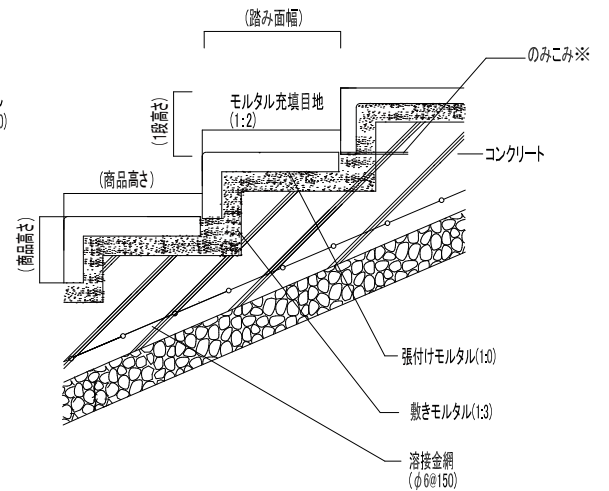 (踏み面幅)
のみこみ※
(1段高さ)
モルタル充填目地
(1:2)
コンクリート
(商品高さ)
(商品高さ)
張付けモルタル(1:0)
敷きモルタル(1:3)
溶接金網
(φ6@150)